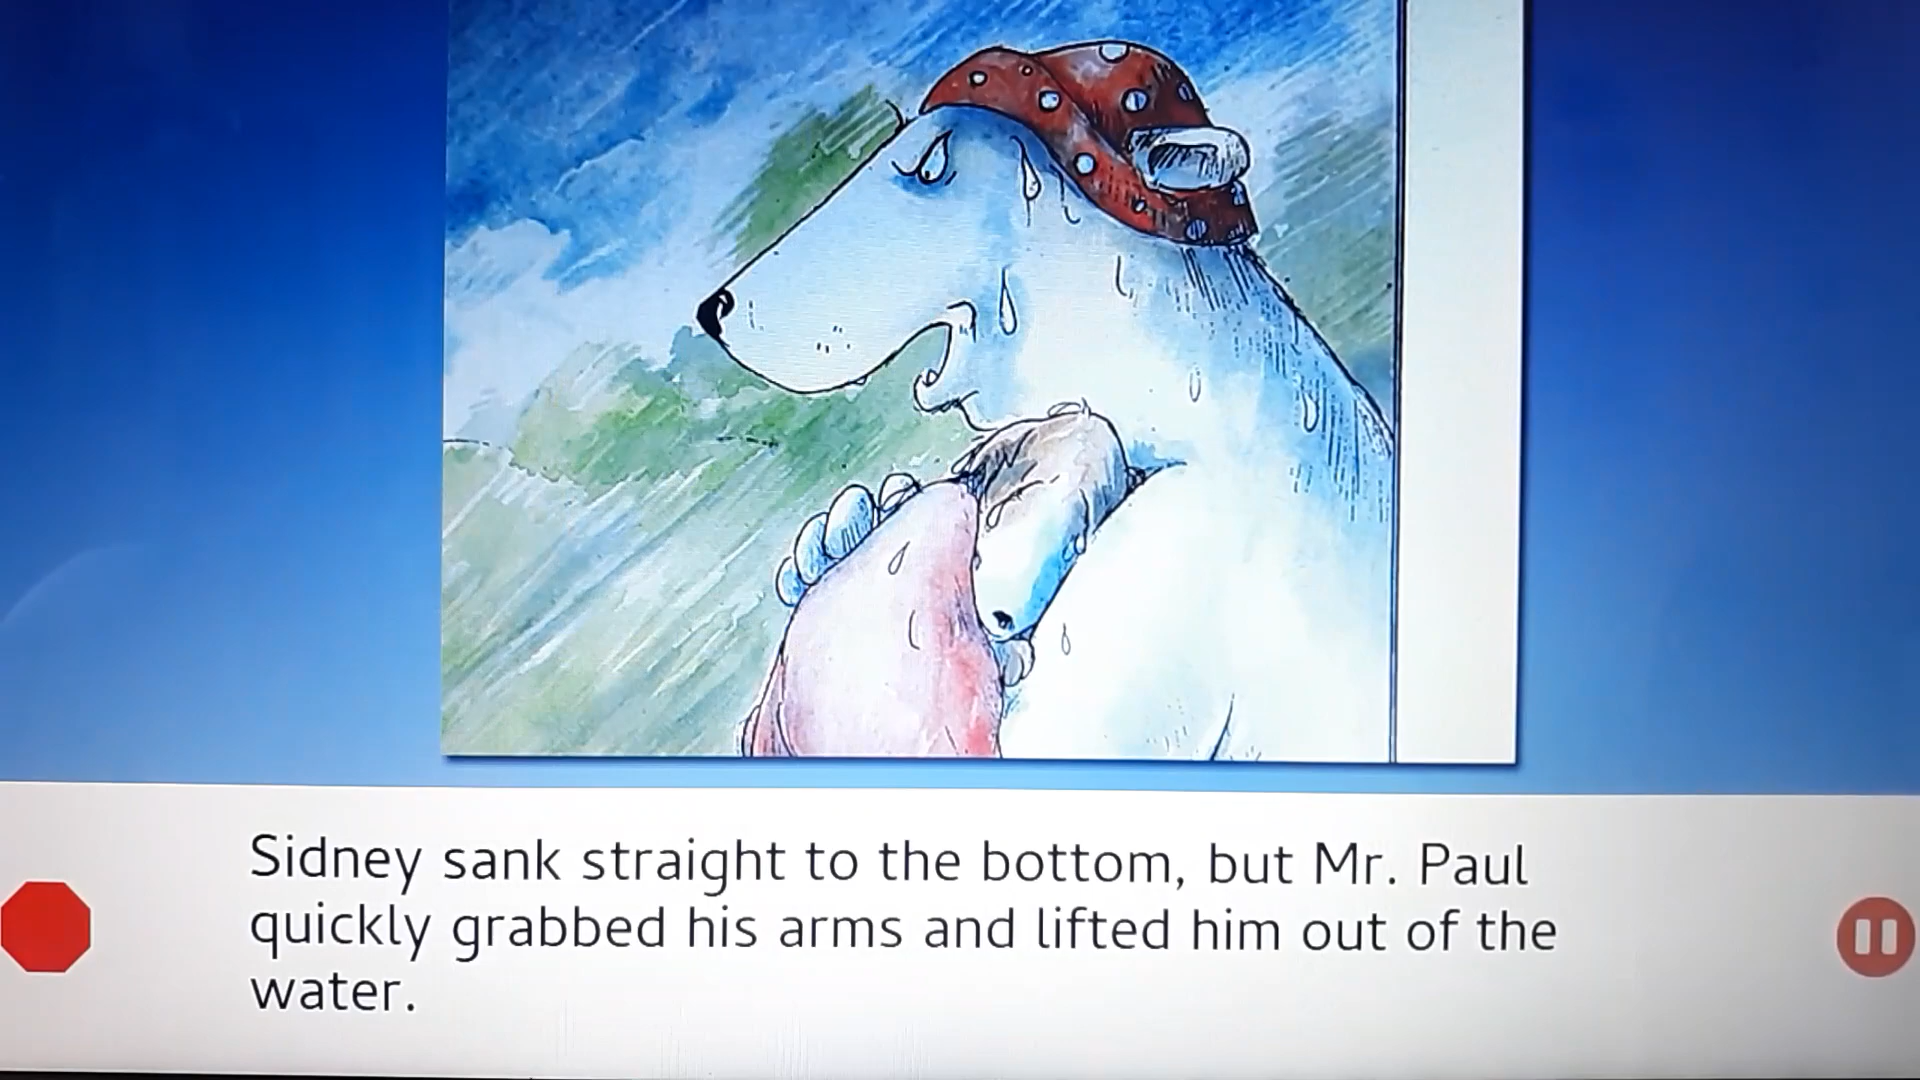 Sidney sank straight to the bottom, but Mr. Paul
quickly grabbed his arms and lifted him out of the
water.